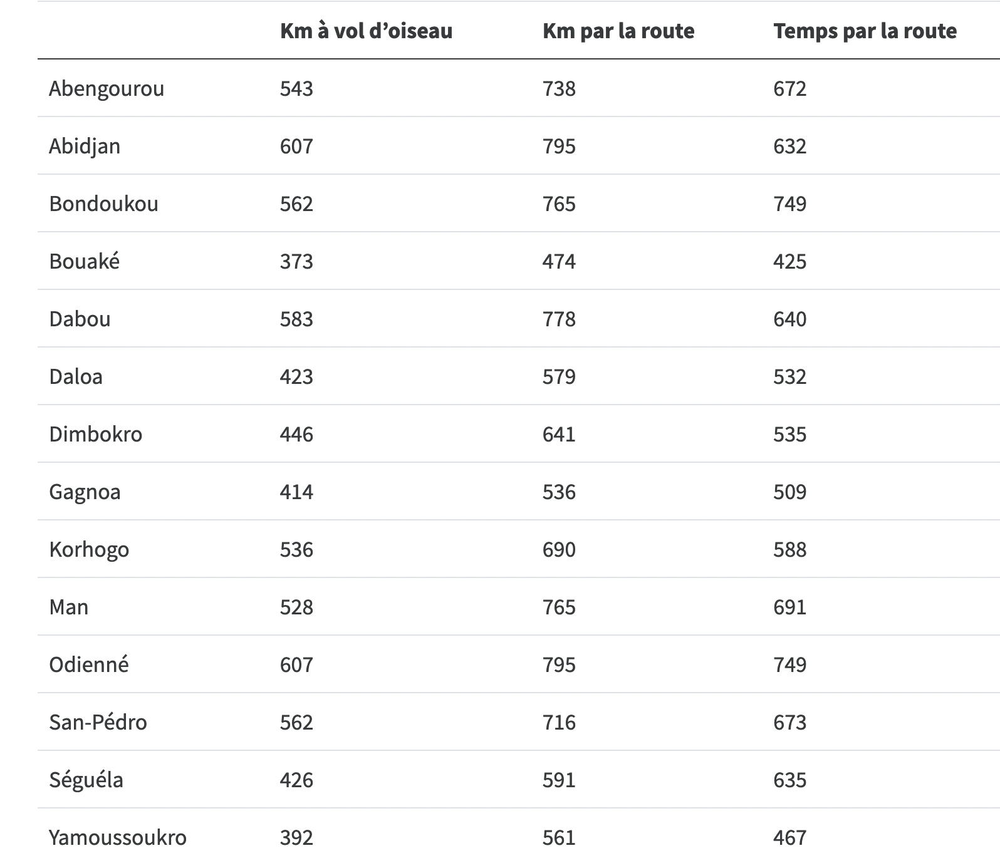 Km à vol d’oiseau Km par la route Temps par la route
Abengourou 543 738 672
Abidjan 607 795 632
Bondoukou 562 765 749
Bouaké 373 474 425
Dabou 583 778 640
Daloa 423 579 532
Dimbokro 446 641 535
Gagnoa 414 536 509
Korhogo 536 690 588
Man 528 765 691
Odienné 607 795 749
San-Pédro 562 716 673
Séguéla 426 591 635
Yamoussoukro 392 561 467